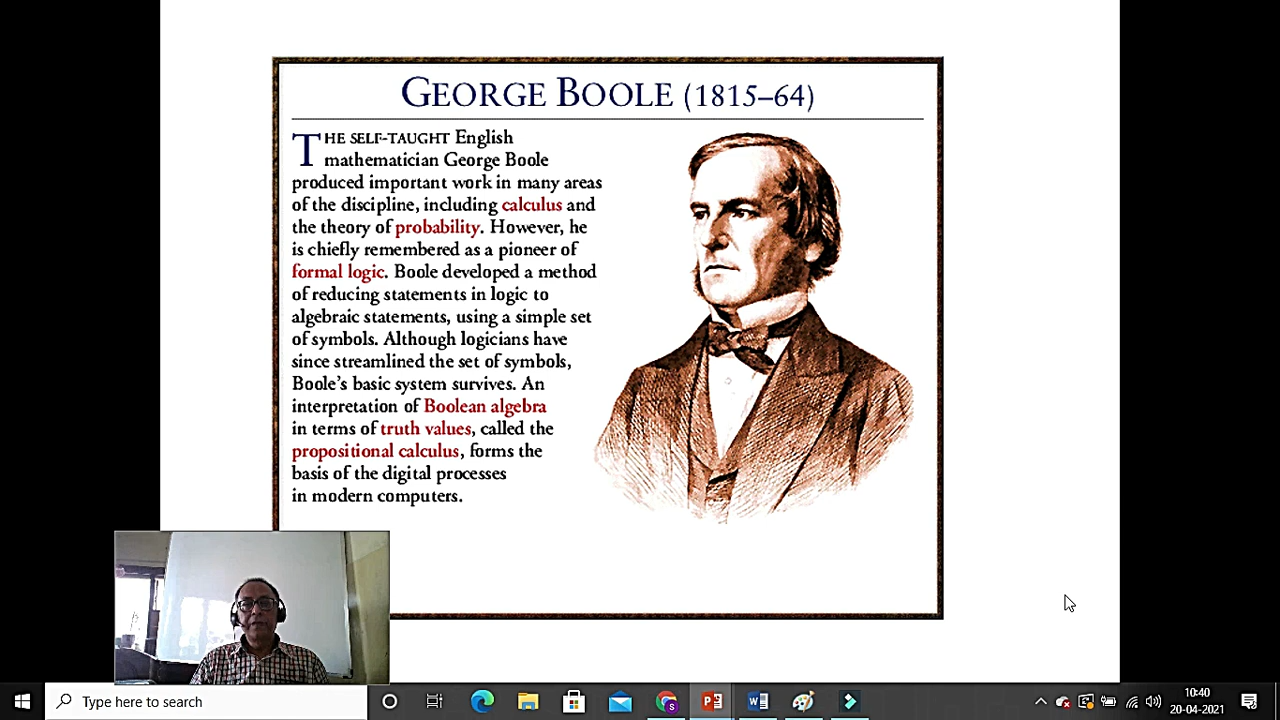 GEORGE BOOLE (1815–64)
THE SELF-TAUGHT English
mathematician George Boole
produced important work in many areas
of the discipline, including calculus and
the theory of probability. However, he
is chiefly remembered as a pioneer of
formal logic. Boole developed a method
of reducing statements in logic to
algebraic statements, using a simple set
of symbols. Although logicians have
since streamlined the set of symbols,
Boole's basic system survives. An
interpretation of Boolean algebra
in terms of truth values, called the
propositional calculus, forms the
basis of the digital processes
in modern computers.
Type here to search
10:40
20-04-2021